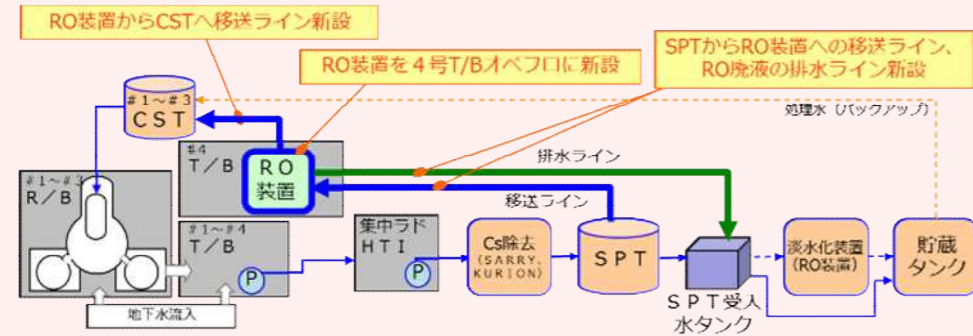 RO装置からCSTへ移送ライン新設
RO装置を４号T/Bオペフロに新設
SPTからRO装置への移送ライン、
RO廃液の排水ライン新設
#１～#３
ＣＳＴ
処理水（バックアップ）
#4
Ｔ／Ｂ
ＲＯ
装置
排水ライン
移送ライン
#１～#３
Ｒ／Ｂ
#１～#４
Ｔ／Ｂ
Ｐ
集中ラド
ＨＴＩ
Ｐ
Cs除去
(SARRY、
KURION)
ＳＰＴ
ＳＰＴ受入
水タンク
淡水化装置
(RO装置)
貯蔵
タンク
地下水流入